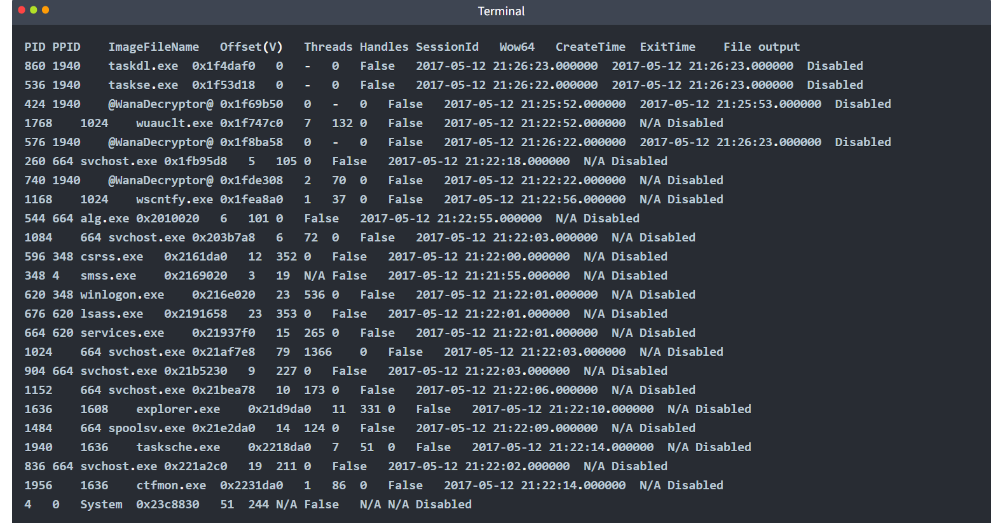 Terminal
PID PPID    ImageFileName   Offset(V)   Threads Handles SessionId   Wow64   CreateTime  ExitTime    File output
860 1940    taskdl.exe  0x1f4daf0   0   -   0   False   2017-05-12 21:26:23.000000  2017-05-12 21:26:23.000000  Disabled
536 1940    taskse.exe  0x1f53d18   0   -   0   False   2017-05-12 21:26:22.000000  2017-05-12 21:26:23.000000  Disabled
424 1940    @WanaDecryptor@ 0x1f69b50   0   -   0   False   2017-05-12 21:25:52.000000  2017-05-12 21:25:53.000000  Disabled
1768    1024    wuauclt.exe 0x1f747c0   7   132 0   False   2017-05-12 21:22:52.000000  N/A Disabled
576 1940    @WanaDecryptor@ 0x1f8ba58   0   -   0   False   2017-05-12 21:26:22.000000  2017-05-12 21:26:23.000000  Disabled
260 664 svchost.exe 0x1fb95d8   5   105 0   False   2017-05-12 21:22:18.000000  N/A Disabled
740 1940    @WanaDecryptor@ 0x1fde308   2   70  0   False   2017-05-12 21:22:22.000000  N/A Disabled
1168    1024    wscntfy.exe 0x1fea8a0   1   37  0   False   2017-05-12 21:22:56.000000  N/A Disabled
544 664 alg.exe 0x2010020   6   101 0   False   2017-05-12 21:22:55.000000  N/A Disabled
1084    664 svchost.exe 0x203b7a8   6   72  0   False   2017-05-12 21:22:03.000000  N/A Disabled
596 348 csrss.exe   0x2161da0   12  352 0   False   2017-05-12 21:22:00.000000  N/A Disabled
348 4   smss.exe    0x2169020   3   19  N/A False   2017-05-12 21:21:55.000000  N/A Disabled
620 348 winlogon.exe    0x216e020   23  536 0   False   2017-05-12 21:22:01.000000  N/A Disabled
676 620 lsass.exe   0x2191658   23  353 0   False   2017-05-12 21:22:01.000000  N/A Disabled
664 620 services.exe    0x21937f0   15  265 0   False   2017-05-12 21:22:01.000000  N/A Disabled
1024    664 svchost.exe 0x21af7e8   79  1366    0   False   2017-05-12 21:22:03.000000  N/A Disabled
904 664 svchost.exe 0x21b5230   9   227 0   False   2017-05-12 21:22:03.000000  N/A Disabled
1152    664 svchost.exe 0x21bea78   10  173 0   False   2017-05-12 21:22:06.000000  N/A Disabled
1636    1608    explorer.exe    0x21d9da0   11  331 0   False   2017-05-12 21:22:10.000000  N/A Disabled
1484    664 spoolsv.exe 0x21e2da0   14  124 0   False   2017-05-12 21:22:09.000000  N/A Disabled
1940    1636    tasksche.exe    0x2218da0   7   51  0   False   2017-05-12 21:22:14.000000  N/A Disabled
836 664 svchost.exe 0x221a2c0   19  211 0   False   2017-05-12 21:22:02.000000  N/A Disabled
1956    1636    ctfmon.exe  0x2231da0   1   86  0   False   2017-05-12 21:22:14.000000  N/A Disabled
4   0   System  0x23c8830   51  244 N/A False   N/A N/A Disabled